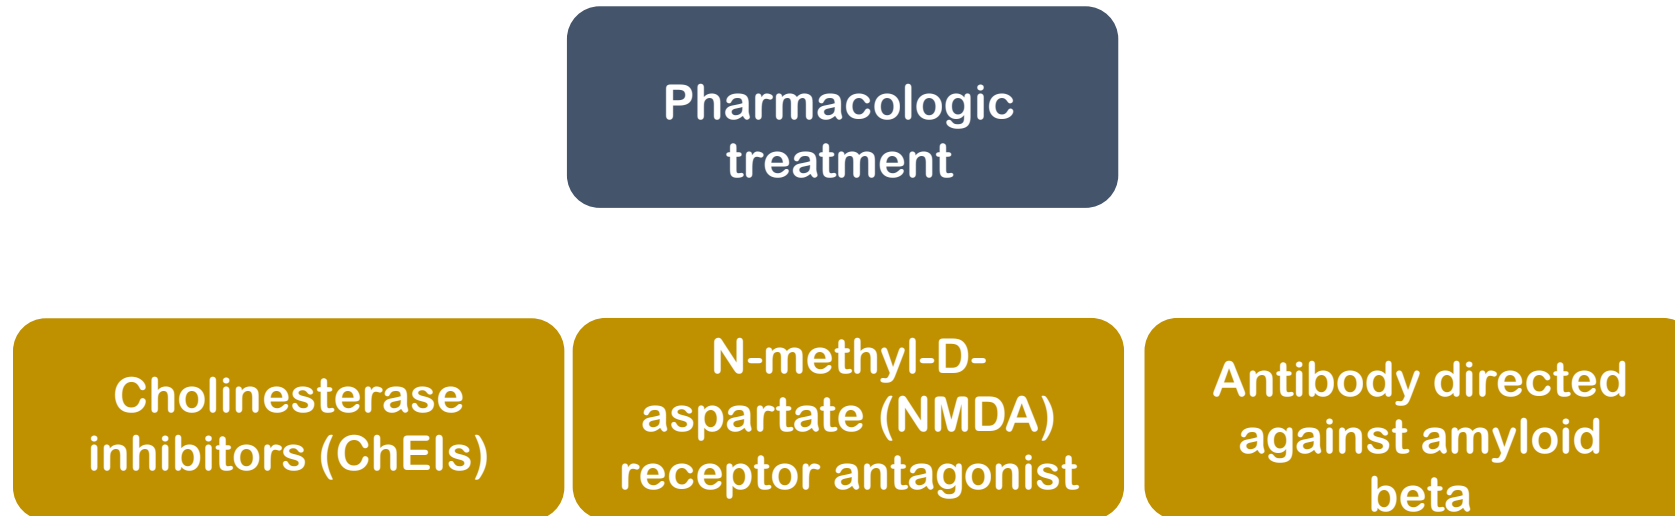 Pharmacologic
treatment
Cholinesterase
inhibitors (ChEIs)
N-methyl-D-
aspartate (NMDA)
receptor antagonist
Antibody directed
against amyloid
beta